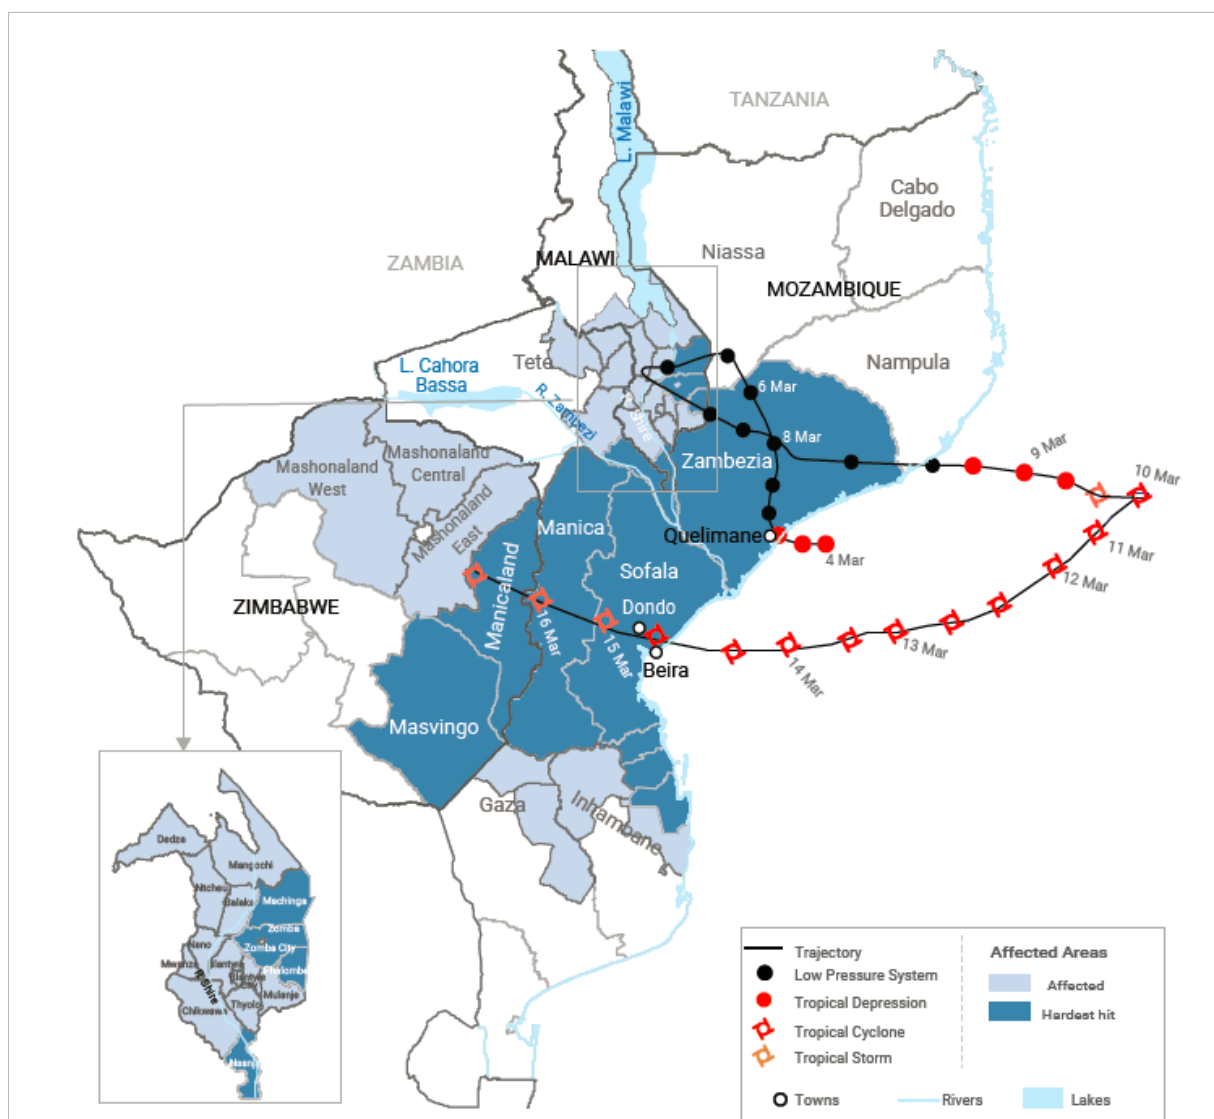 TANZANIA
L. Malawi
Cabo
Delgado
ZAMBIA
MALAWI
Niassa
MOZAMBIQUE
Tete
Nampula
L. Cahora
Bassa
R. Zambezi
Shire
6 Mar
8 Mar
Zambezia
9 Mar
10 Mar
11 Mar
12 Mar
13 Mar
14 Mar
4 Mar
Mashonaland
West
Mashonaland
Central
Mashonaland
East
Manica
Quelimane
Sofala
Dondo
Manicaland
ZIMBABWE
16 Mar
15 Mar
Beira
Masvingo
Gaza
Inhambane
Dedza
Mangochi
Ntcheu
Balaka
Machinga
Zomba
Zomba City
Neno
Mwanza
Blantyre
Blantyre
City
Phalombe
Mulanje
Thyolo
Chikwawa
R. Shire
Nsanje
Trajectory
Low Pressure System
Tropical Depression
Tropical Cyclone
Tropical Storm
Affected Areas
Affected
Hardest hit
Towns
Rivers
Lakes